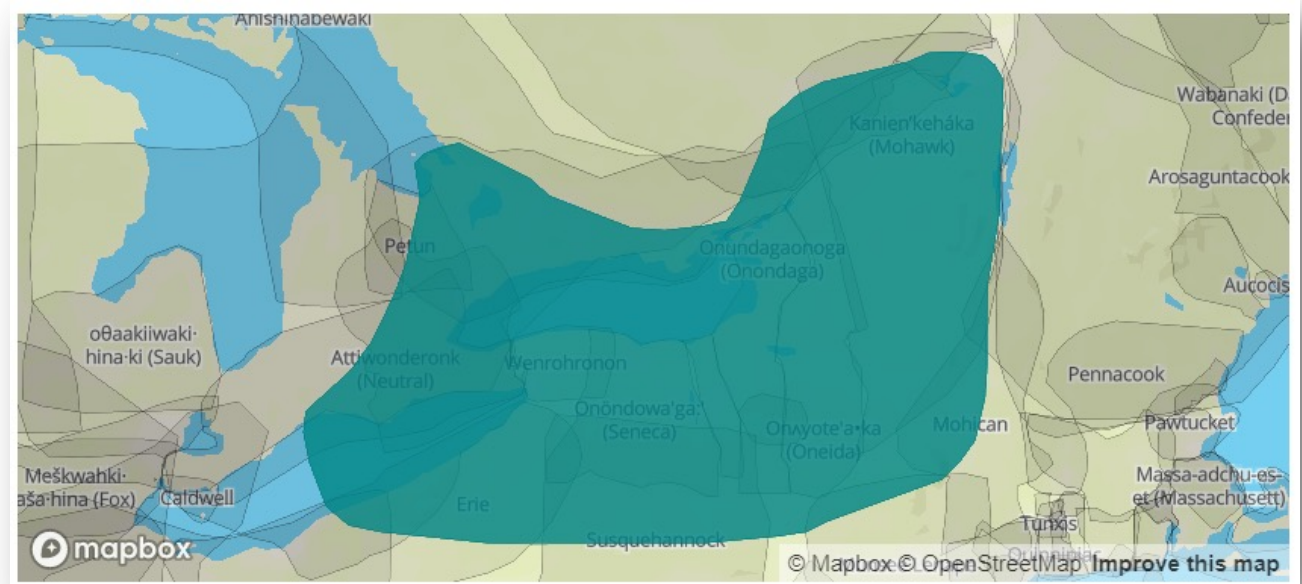 Anishinabewaki
Wabanaki (D
Confeder
Kanien'kehá:ka
(Mohawk)
Arosaguntacook
Petun
Onundagaonoga
(Onondaga)
Aucocis
oθaakiiwaki·
hina·ki (Sauk)
Attiwonderonk
(Neutral)
Wenrohronon
Pennacook
Onöndowa'ga:'
(Seneca)
Onyote'a•ka
(Oneida)
Mohican
Pawtucket
Meškwahki·
aša·hina (Fox)
Caldwell
Massa-adchu-es-
et (Massachusett)
Erie
Tunxis
Susquehannock
mapbox
© Mapbox © OpenStreetMap Improve this map